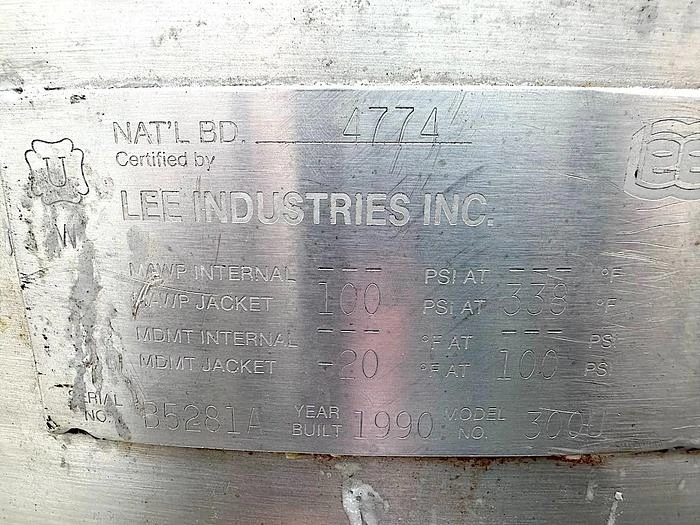 NAT'L BD. 4774
Certified by
U
W
LEE INDUSTRIES INC.
LEE
MAWP INTERNAL --- PSI AT --- °F
MAWP JACKET 100 PSI AT 338 °F
MDMT INTERNAL --- °F AT --- PSI
MDMT JACKET -20 °F AT 100 PSI
SERIAL NO. B5281A YEAR BUILT 1990 MODEL NO. 300U